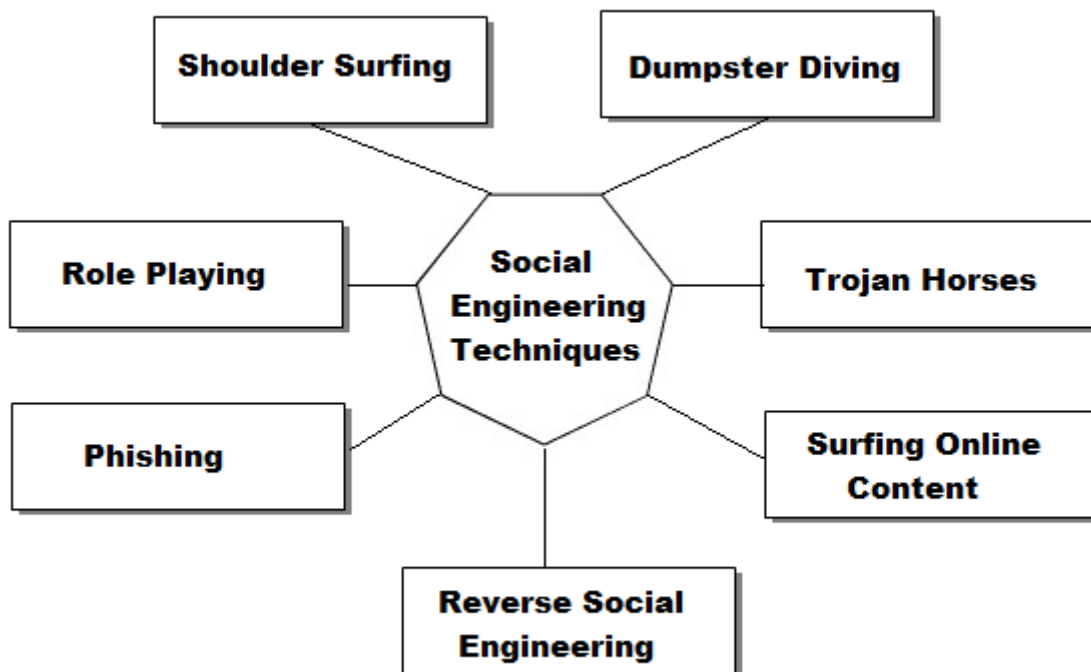 Shoulder Surfing
Dumpster Diving
Social
Engineering
Techniques
Role Playing
Trojan Horses
Phishing
Surfing Online
Content
Reverse Social
Engineering